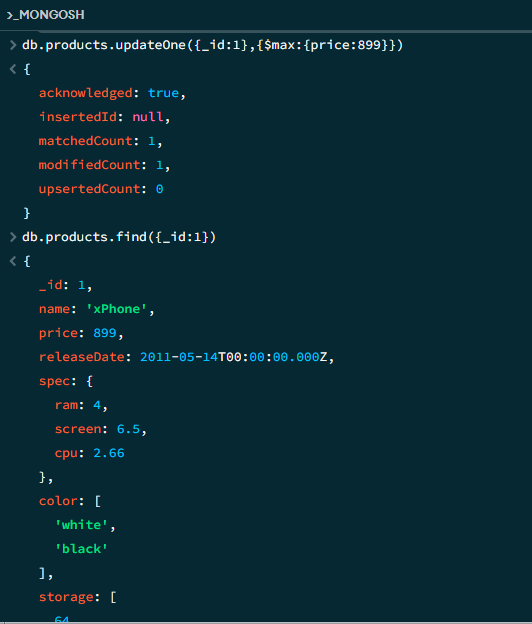 >_MONGOSH
> db.products.updateOne({_id:1},{$max:{price:899}})
< {
acknowledged: true,
insertedId: null,
matchedCount: 1,
modifiedCount: 1,
upsertedCount: 0
}
> db.products.find({_id:1})
< {
_id: 1,
name: 'xPhone',
price: 899,
releaseDate: 2011-05-14T00:00:00.000Z,
spec: {
ram: 4,
screen: 6.5,
cpu: 2.66
},
color: [
'white',
'black'
],
storage: [
64